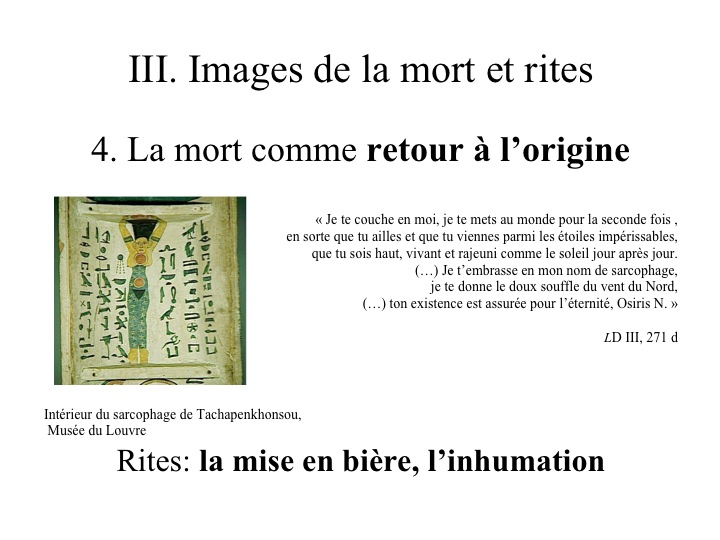 III. Images de la mort et rites
4. La mort comme retour à l’origine
« Je te couche en moi, je te mets au monde pour la seconde fois ,
en sorte que tu ailles et que tu viennes parmi les étoiles impérissables,
que tu sois haut, vivant et rajeuni comme le soleil jour après jour.
(…) Je t’embrasse en mon nom de sarcophage,
je te donne le doux souffle du vent du Nord,
(…) ton existence est assurée pour l’éternité, Osiris N. »
LD III, 271 d
Intérieur du sarcophage de Tachapenkhonsou,
Musée du Louvre
Rites: la mise en bière, l’inhumation